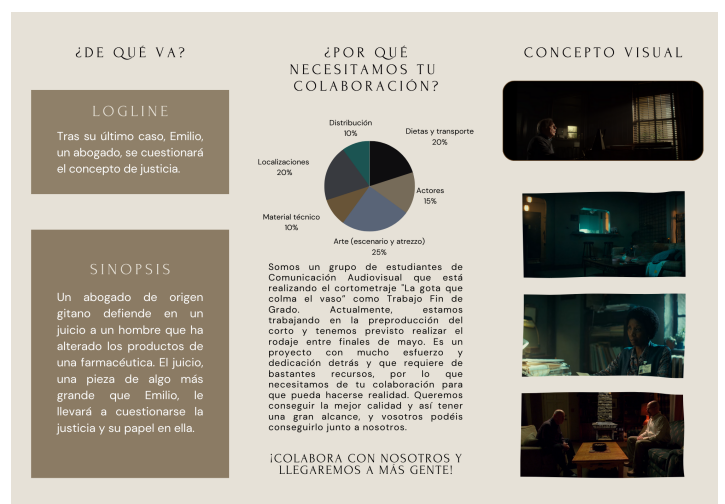 ¿DE QUÉ VA?
LOGLINE
Tras su último caso, Emilio,
un abogado, se cuestionará
el concepto de justicia.
SINOPSIS
Un abogado de origen
gitano defiende en un
juicio a un hombre que ha
alterado los productos de
una farmacéutica. El juicio,
una pieza de algo más
grande que Emilio, le
llevará a cuestionarse la
justicia y su papel en ella.
¿POR QUÉ
NECESITAMOS TU
COLABORACIÓN?
Distribución
10%
Dietas y transporte
20%
Localizaciones
20%
Actores
15%
Material técnico
10%
Arte (escenario y atrezzo)
25%
Somos un grupo de estudiantes de
Comunicación Audiovisual que está
realizando el cortometraje "La gota que
colma el vaso" como Trabajo Fin de
Grado. Actualmente, estamos
trabajando en la preproducción del
corto y tenemos previsto realizar el
rodaje entre finales de mayo. Es un
proyecto con mucho esfuerzo y
dedicación detrás y que requiere de
bastantes recursos, por lo que
necesitamos de tu colaboración para
que pueda hacerse realidad. Queremos
conseguir la mejor calidad y así tener
una gran alcance, y vosotros podéis
conseguirlo junto a nosotros.
¡COLABORA CON NOSOTROS Y
LLEGAREMOS A MÁS GENTE!
CONCEPTO VISUAL